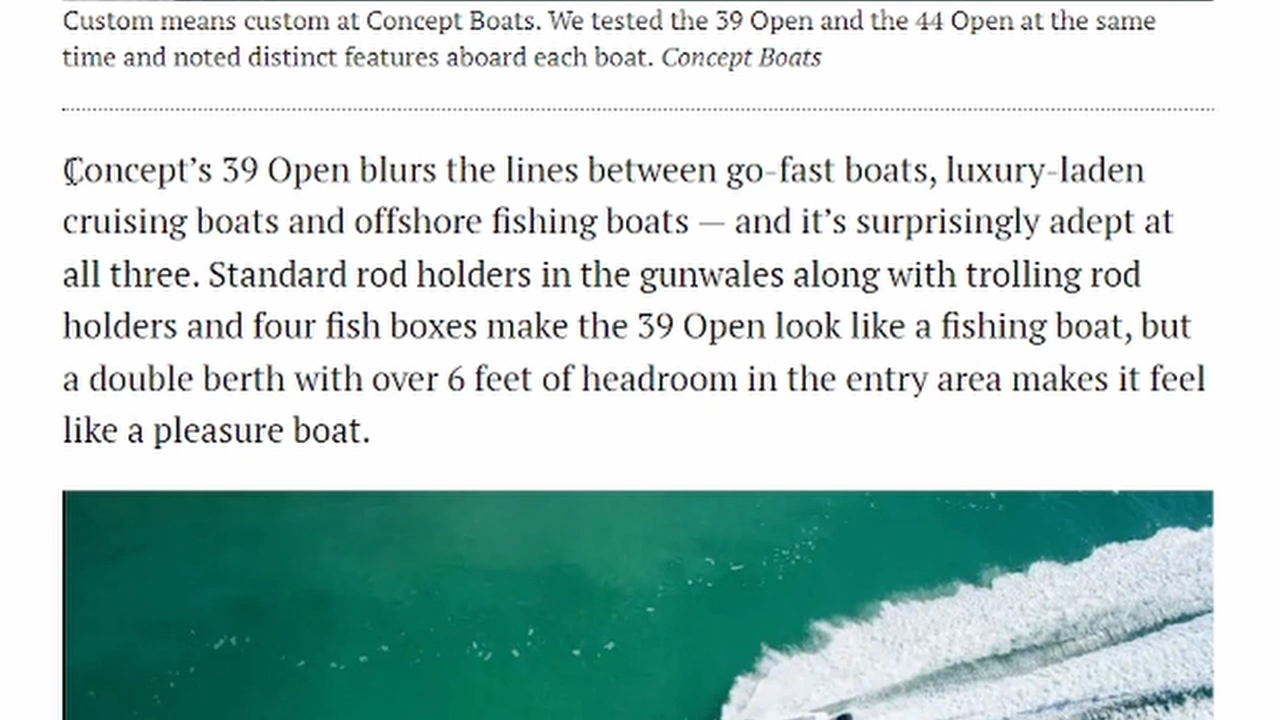 Custom means custom at Concept Boats. We tested the 39 Open and the 44 Open at the same
time and noted distinct features aboard each boat. Concept Boats
Concept’s 39 Open blurs the lines between go-fast boats, luxury-laden
cruising boats and offshore fishing boats — and it’s surprisingly adept at
all three. Standard rod holders in the gunwales along with trolling rod
holders and four fish boxes make the 39 Open look like a fishing boat, but
a double berth with over 6 feet of headroom in the entry area makes it feel
like a pleasure boat.